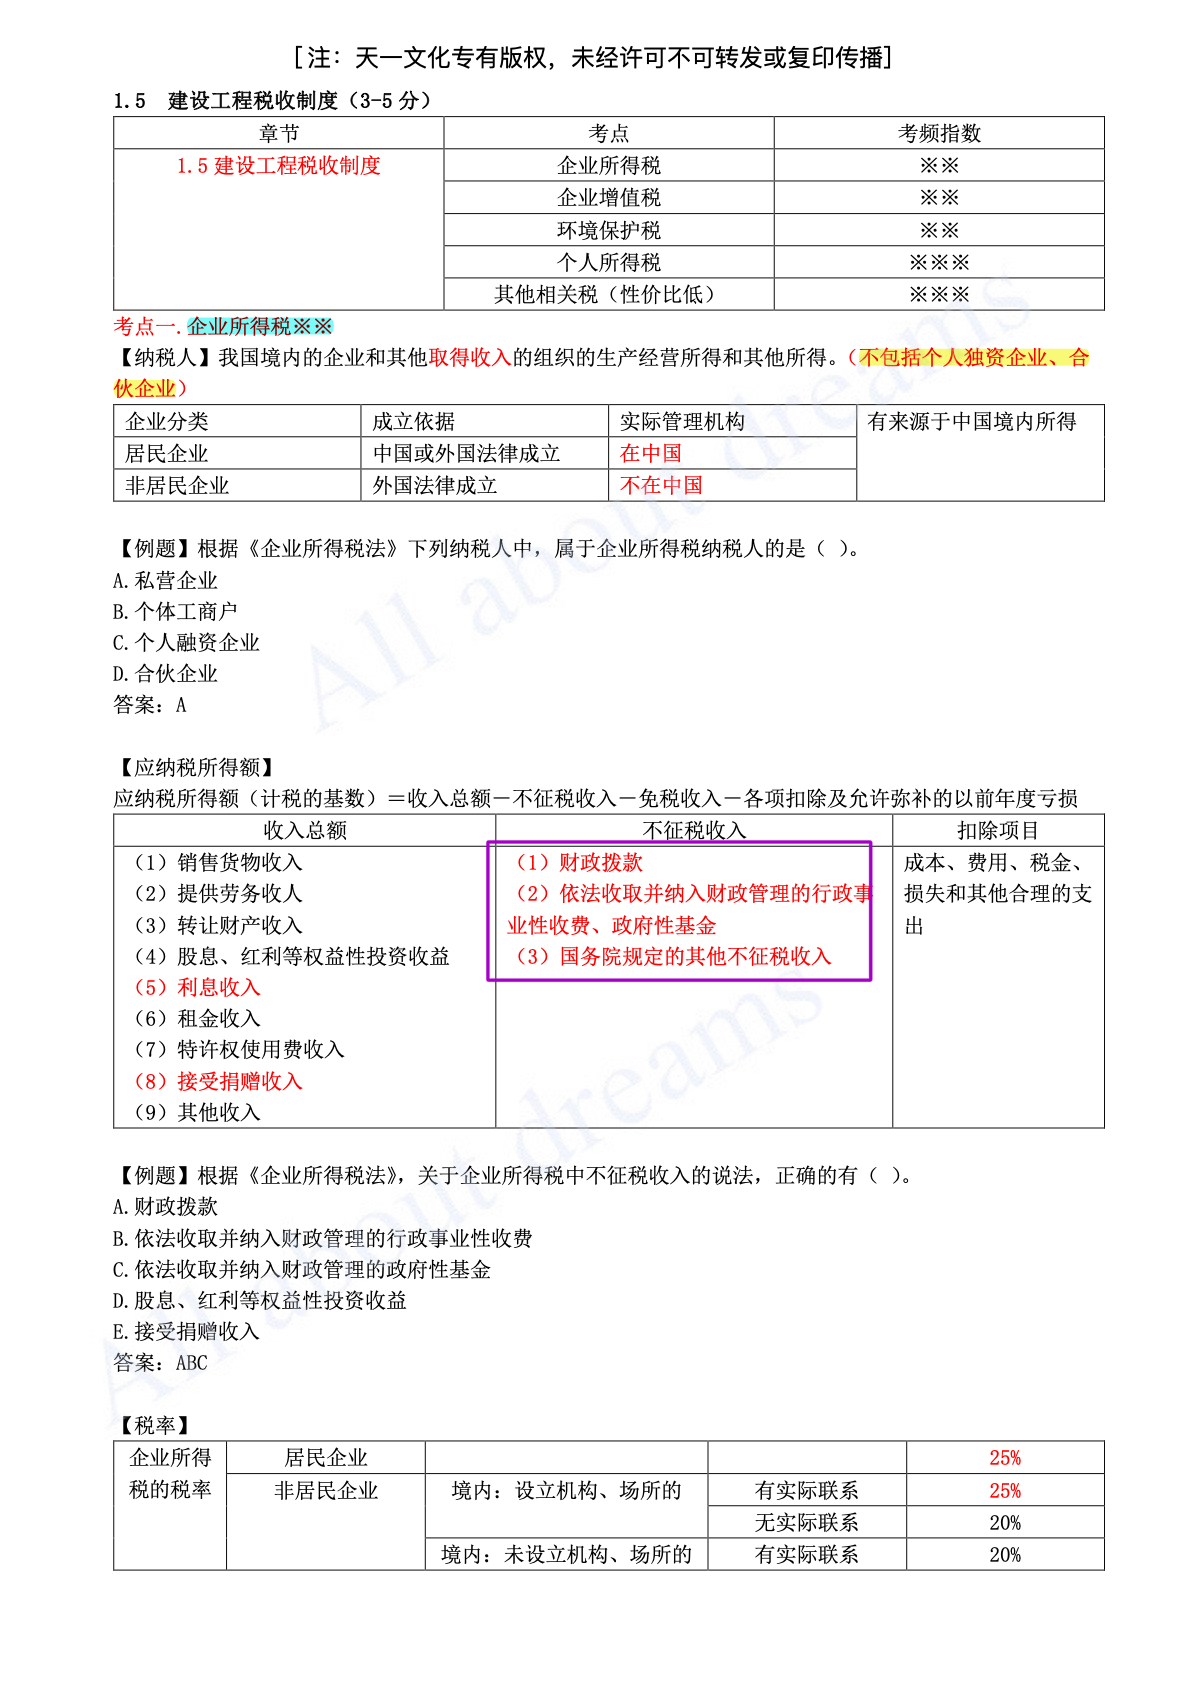 [注：天一文化专有版权，未经许可不可转发或复印传播]
1.5 建设工程税收制度（3-5 分）
章节 考点 考频指数
1.5 建设工程税收制度 企业所得税 ※※
企业增值税 ※※
环境保护税 ※※
个人所得税 ※※※
其他相关税（性价比低） ※※※
考点一. 企业所得税※※
【纳税人】我国境内的企业和其他取得收入的组织的生产经营所得和其他所得。（不包括个人独资企业、合
伙企业）
企业分类 成立依据 实际管理机构 有来源于中国境内所得
居民企业 中国或外国法律成立 在中国
非居民企业 外国法律成立 不在中国
【例题】根据《企业所得税法》下列纳税人中，属于企业所得税纳税人的是（ ）。
A.私营企业
B.个体工商户
C.个人融资企业
D.合伙企业
答案：A
【应纳税所得额】
应纳税所得额（计税的基数）＝收入总额－不征税收入－免税收入－各项扣除及允许弥补的以前年度亏损
收入总额 不征税收入 扣除项目
（1）销售货物收入 （1）财政拨款 成本、费用、税金、
（2）提供劳务收人 （2）依法收取并纳入财政管理的行政事 损失和其他合理的支
（3）转让财产收入 业性收费、政府性基金 出
（4）股息、红利等权益性投资收益 （3）国务院规定的其他不征税收入
（5）利息收入
（6）租金收入
（7）特许权使用费收入
（8）接受捐赠收入
（9）其他收入
【例题】根据《企业所得税法》，关于企业所得税中不征税收入的说法，正确的有（ ）。
A.财政拨款
B.依法收取并纳入财政管理的行政事业性收费
C.依法收取并纳入财政管理的政府性基金
D.股息、红利等权益性投资收益
E.接受捐赠收入
答案：ABC
【税率】
企业所得 居民企业 25%
税的税率 非居民企业 境内：设立机构、场所的 有实际联系 25%
无实际联系 20%
境内：未设立机构、场所的 有实际联系 20%
All about dreams
All about dreams